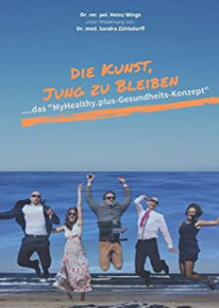 Dr. rer. pol. Heinz Wings
unter Mitwirkung von
Dr. med. Sandra Zühlsdorff
DIE KUNST,
JUNG ZU BLEIBEN
...das "MyHealthy.plus-Gesundheits-Konzept"